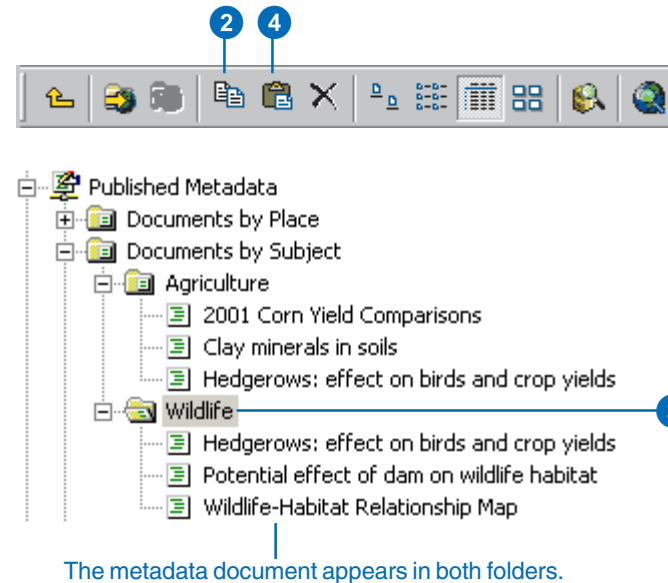 2 4
Published Metadata
Documents by Place
Documents by Subject
Agriculture
2001 Corn Yield Comparisons
Clay minerals in soils
Hedgerows: effect on birds and crop yields
Wildlife
Hedgerows: effect on birds and crop yields
Potential effect of dam on wildlife habitat
Wildlife-Habitat Relationship Map
The metadata document appears in both folders.